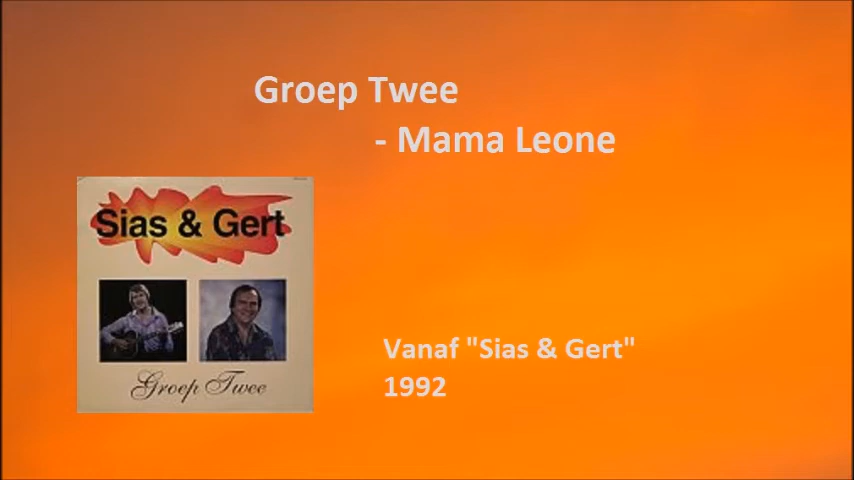 Groep Twee
- Mama Leone
Sias & Gert
Groep Twee
Vanaf "Sias & Gert"
1992